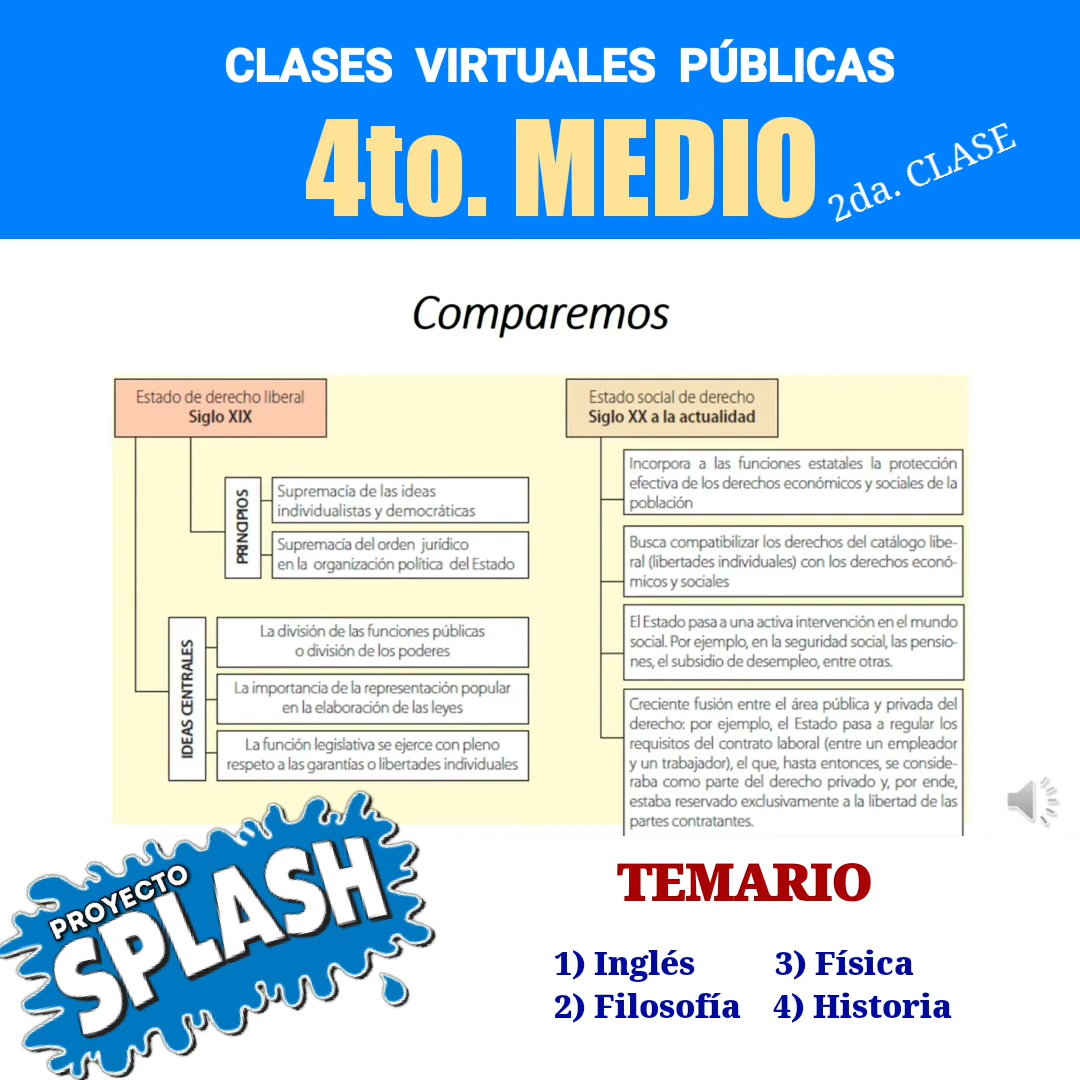 CLASES VIRTUALES PÚBLICAS
4to. MEDIO
2da. CLASE
Comparemos
Estado de derecho liberal
Siglo XIX
PRINCIPIOS
Supremacía de las ideas
individualistas y democráticas
Supremacía del orden jurídico
en la organización política del Estado
IDEAS CENTRALES
La división de las funciones públicas
o división de los poderes
La importancia de la representación popular
en la elaboración de las leyes
La función legislativa se ejerce con pleno
respeto a las garantías o libertades individuales
Estado social de derecho
Siglo XX a la actualidad
Incorpora a las funciones estatales la protección
efectiva de los derechos económicos y sociales de la
población
Busca compatibilizar los derechos del catálogo libe-
ral (libertades individuales) con los derechos econó-
micos y sociales
El Estado pasa a una activa intervención en el mundo
social. Por ejemplo, en la seguridad social, las pensio-
nes, el subsidio de desempleo, entre otras.
Creciente fusión entre el área pública y privada del
derecho: por ejemplo, el Estado pasa a regular los
requisitos del contrato laboral (entre un empleador
y un trabajador), el que, hasta entonces, se conside-
raba como parte del derecho privado y, por ende,
estaba reservado exclusivamente a la libertad de las
partes contratantes.
PROYECTO
SPLASH
TEMARIO
1) Inglés
2) Filosofía
3) Física
4) Historia